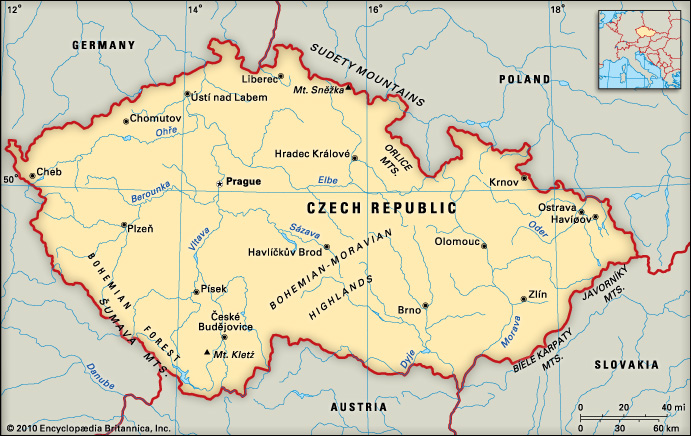 12°
14°
16°
18°
GERMANY
SUDETY MOUNTAINS
POLAND
Liberec
Mt. Sněžka
Ústí nad Labem
Chomutov
Ohře
ORLICE
MTS.
Hradec Králové
Cheb
50°
Prague
Elbe
Krnov
Berounka
CZECH REPUBLIC
Ostrava
Havířov
Plzeň
Vltava
Sázava
Oder
Olomouc
Havlíčkův Brod
BOHEMIAN-MORAVIAN
HIGHLANDS
BOHEMIAN FOREST
ŠUMAVA MTS.
Písek
JAVORNÍKY
MTS.
Zlín
Brno
České
Budějovice
Morava
Mt. Kletž
Dyje
BIELE KARPATY
MTS.
SLOVAKIA
Danube
AUSTRIA
0 20 40 mi
0 30 60 km
© 2010 Encyclopædia Britannica, Inc.